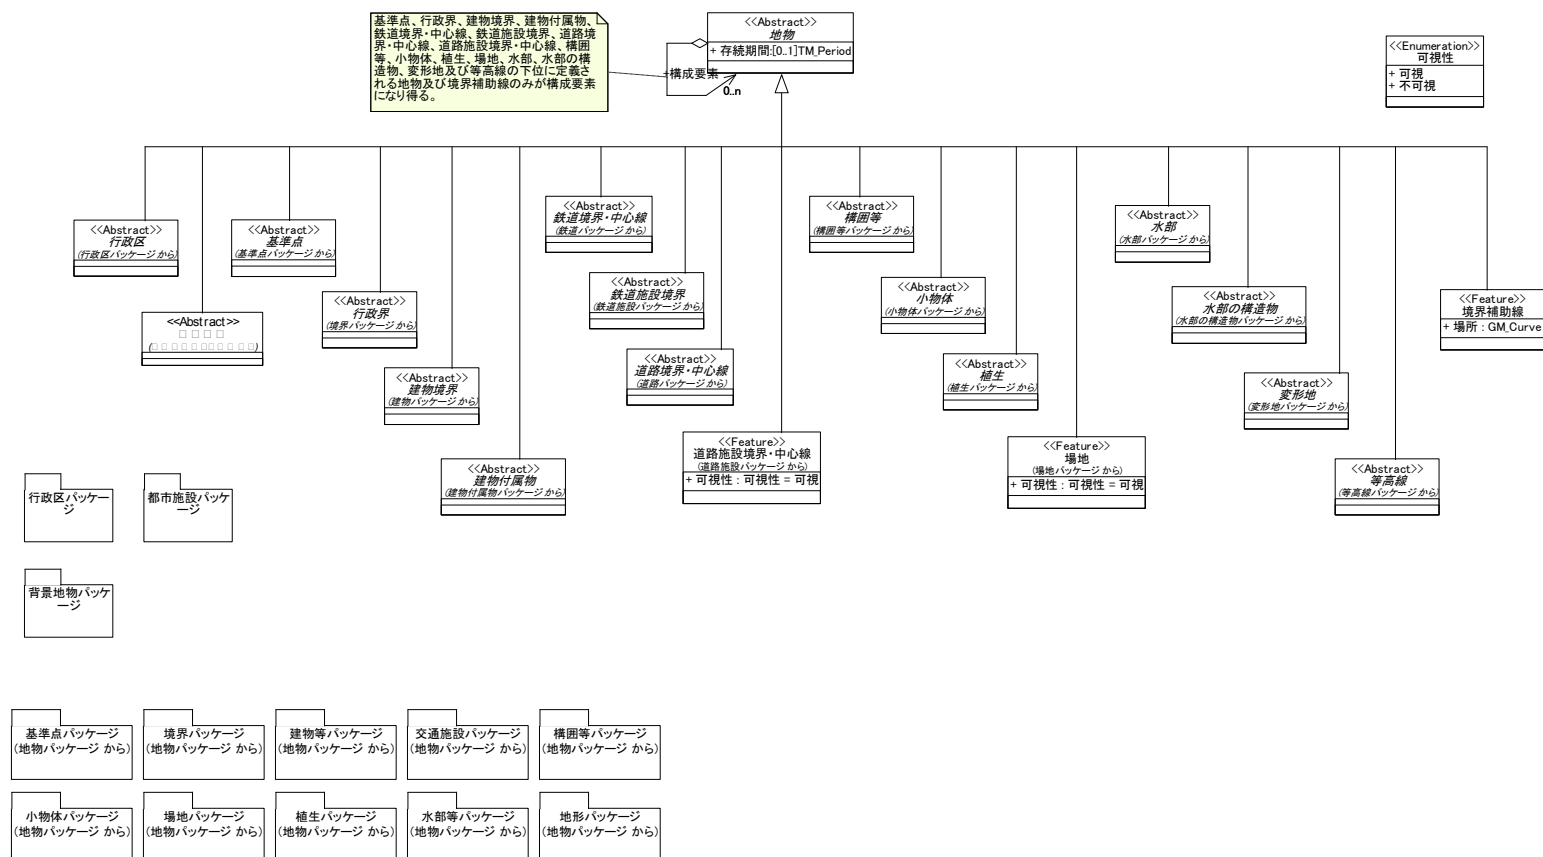 基準点、行政界、建物境界、建物付属物、
鉄道境界・中心線、鉄道施設境界、道路境
界・中心線、道路施設境界・中心線、構囲
等、小物体、植生、場地、水部、水部の構
造物、変形地及び等高線の下位に定義さ
れる地物及び境界補助線のみが構成要素
になり得る。
<<Abstract>>
地物
+ 存続期間:[0..1]TM_Period
+構成要素
0..n
<<Enumeration>>
可視性
+ 可視
+ 不可視
<<Abstract>>
行政区
(行政区パッケージ から)
<<Abstract>>
<<Abstract>>
基準点
(基準点パッケージ から)
<<Abstract>>
行政界
(境界パッケージ から)
<<Abstract>>
建物境界
(建物パッケージ から)
<<Abstract>>
建物付属物
(建物付属物パッケージ から)
<<Abstract>>
鉄道境界・中心線
(鉄道パッケージ から)
<<Abstract>>
鉄道施設境界
(鉄道施設パッケージ から)
<<Abstract>>
道路境界・中心線
(道路パッケージ から)
<<Feature>>
道路施設境界・中心線
(道路施設パッケージ から)
+ 可視性 : 可視性 = 可視
<<Abstract>>
構囲等
(構囲等パッケージ から)
<<Abstract>>
小物体
(小物体パッケージ から)
<<Abstract>>
植生
(植生パッケージ から)
<<Feature>>
場地
(場地パッケージ から)
+ 可視性 : 可視性 = 可視
<<Abstract>>
水部
(水部パッケージ から)
<<Abstract>>
水部の構造物
(水部の構造物パッケージ から)
<<Abstract>>
変形地
(変形地パッケージ から)
<<Abstract>>
等高線
(等高線パッケージ から)
<<Feature>>
境界補助線
+ 場所 : GM_Curve
行政区パッケー
ジ
都市施設パッケ
ージ
背景地物パッケ
ージ
基準点パッケージ
(地物パッケージ から)
境界パッケージ
(地物パッケージ から)
建物等パッケージ
(地物パッケージ から)
交通施設パッケージ
(地物パッケージ から)
構囲等パッケージ
(地物パッケージ から)
小物体パッケージ
(地物パッケージ から)
場地パッケージ
(地物パッケージ から)
植生パッケージ
(地物パッケージ から)
水部等パッケージ
(地物パッケージ から)
地形パッケージ
(地物パッケージ から)